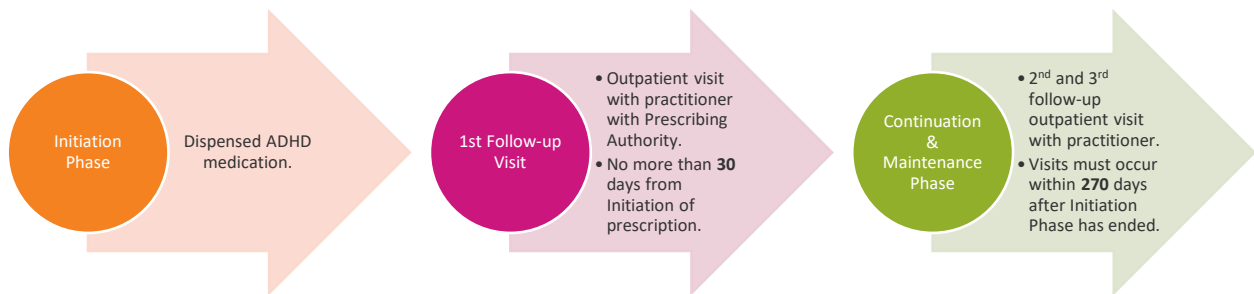 Initiation
Phase
Dispensed ADHD
medication.
1st Follow-up
Visit
• Outpatient visit
with practitioner
with Prescribing
Authority.
• No more than 30
days from
Initiation of
prescription.
Continuation
&
Maintenance
Phase
• 2nd and 3rd
follow-up
outpatient visit
with practitioner.
• Visits must occur
within 270 days
after Initiation
Phase has ended.